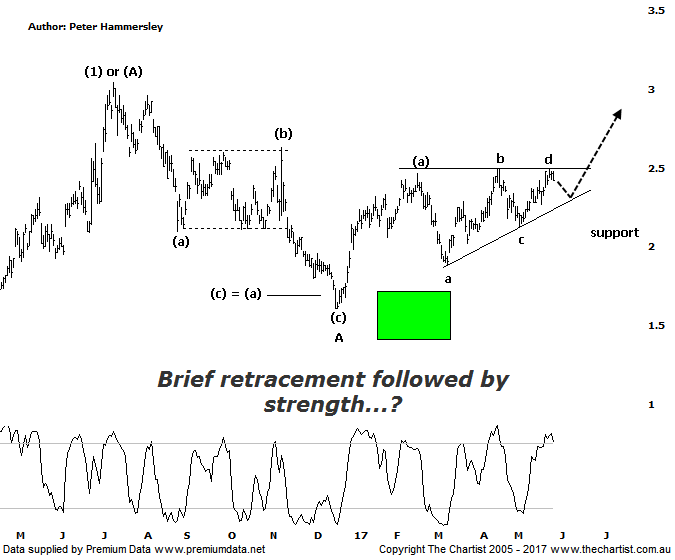 3.5
Author: Peter Hammersley
3
(1) or (A)
(b)
2.5
(a)
b
d
(a)
c
2
support
a
(c) = (a)
(c)
A
1.5
Brief retracement followed by
strength...?
1
M J J A S O N D 17 F M A M J J
Data supplied by Premium Data www.premiumdata.net
Copyright The Chartist 2005 - 2017 www.thechartist.com.au